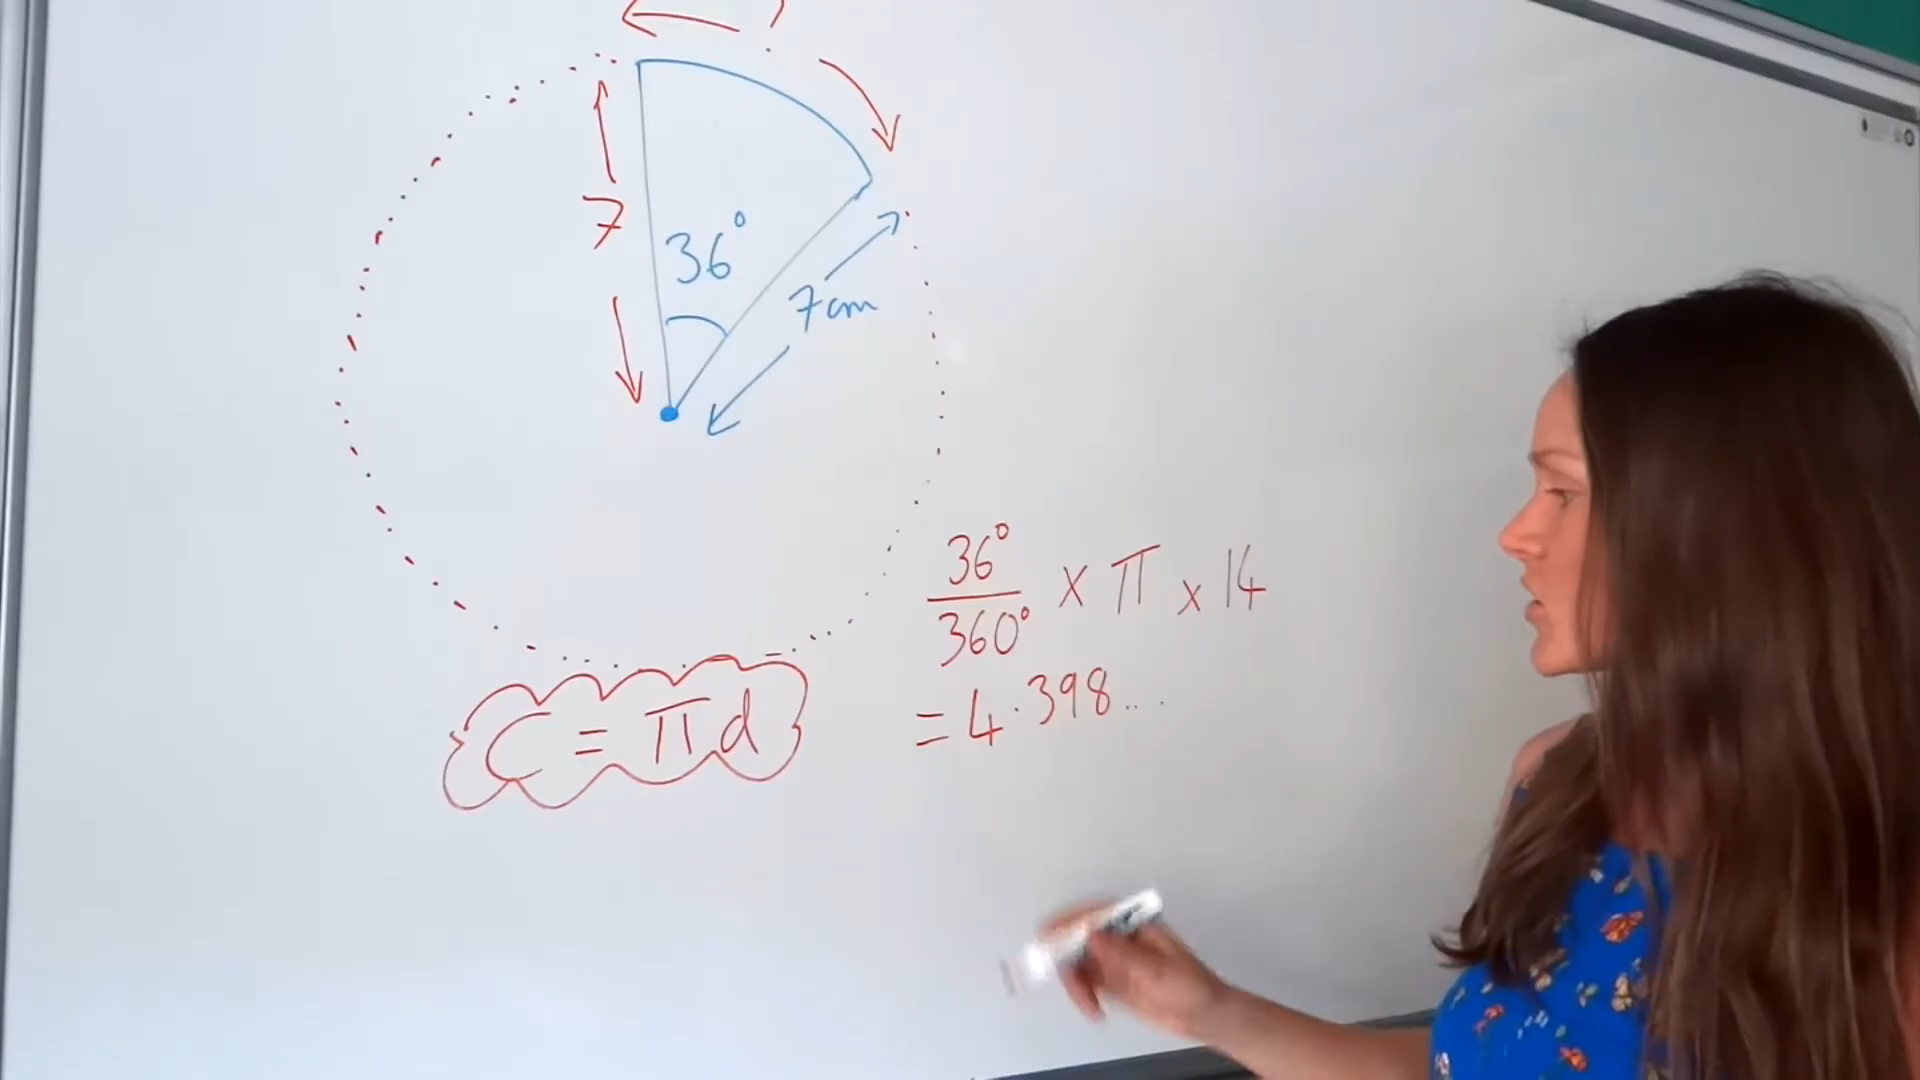 ?
7
36°
7cm
36°/360° × π × 14
= 4.398...
C = πd